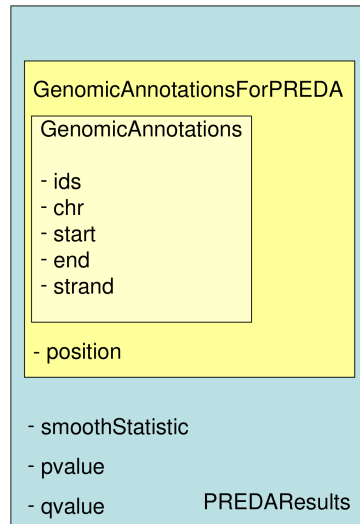 GenomicAnnotationsForPREDA
GenomicAnnotations
- ids
- chr
- start
- end
- strand
- position
- smoothStatistic
- pvalue
- qvalue
PREDAResults